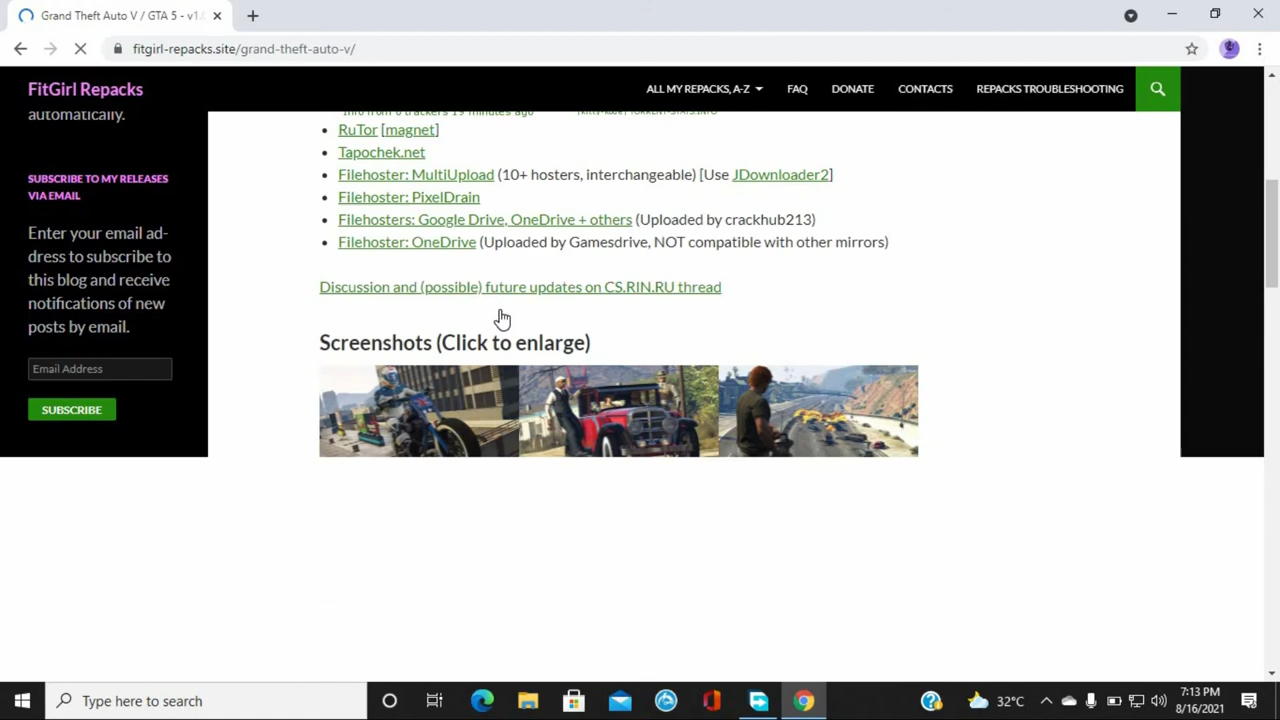 Grand Theft Auto V / GTA 5 - v1.0
fitgirl-repacks.site/grand-theft-auto-v/
FitGirl Repacks
ALL MY REPACKS, A-Z
FAQ
DONATE
CONTACTS
REPACKS TROUBLESHOOTING
automatically.
SUBSCRIBE TO MY RELEASES
VIA EMAIL
Enter your email ad-
dress to subscribe to
this blog and receive
notifications of new
posts by email.
Email Address
SUBSCRIBE
RuTor [magnet]
Tapochek.net
Filehoster: MultiUpload (10+ hosters, interchangeable) [Use JDownloader2]
Filehoster: PixelDrain
Filehosters: Google Drive, OneDrive + others (Uploaded by crackhub213)
Filehoster: OneDrive (Uploaded by Gamesdrive, NOT compatible with other mirrors)
Discussion and (possible) future updates on CS.RIN.RU thread
Screenshots (Click to enlarge)
Type here to search
32°C
7:13 PM
8/16/2021